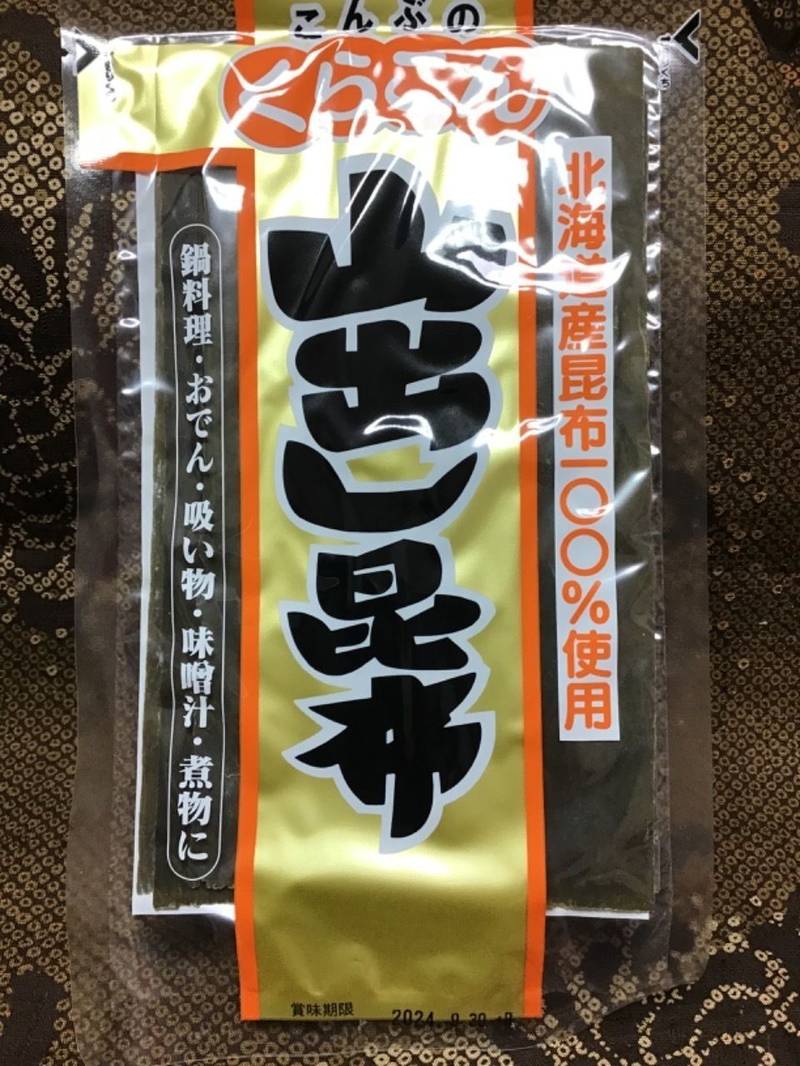 こんぶの
くらこん
北海道産昆布一〇〇%使用
山出し昆布
鍋料理・おでん・吸い物・味噌汁・煮物に
賞味期限 2024.